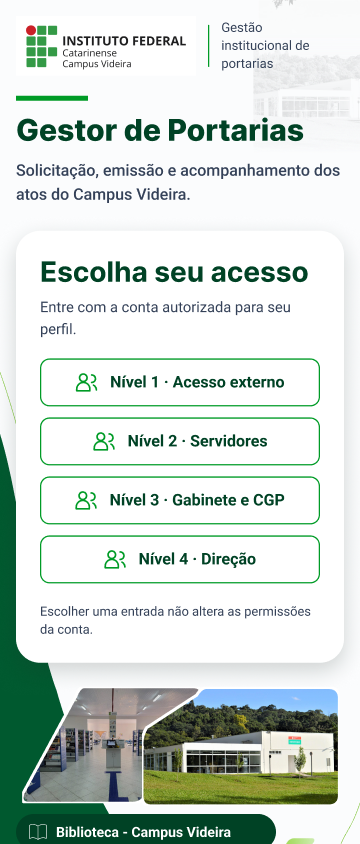 INSTITUTO FEDERAL
Catarinense
Campus Videira
Gestão
institucional de
portarias
Gestor de Portarias
Solicitação, emissão e acompanhamento dos
atos do Campus Videira.
Escolha seu acesso
Entre com a conta autorizada para seu
perfil.
Nível 1 · Acesso externo
Nível 2 · Servidores
Nível 3 · Gabinete e CGP
Nível 4 · Direção
Escolher uma entrada não altera as permissões
da conta.
Biblioteca - Campus Videira